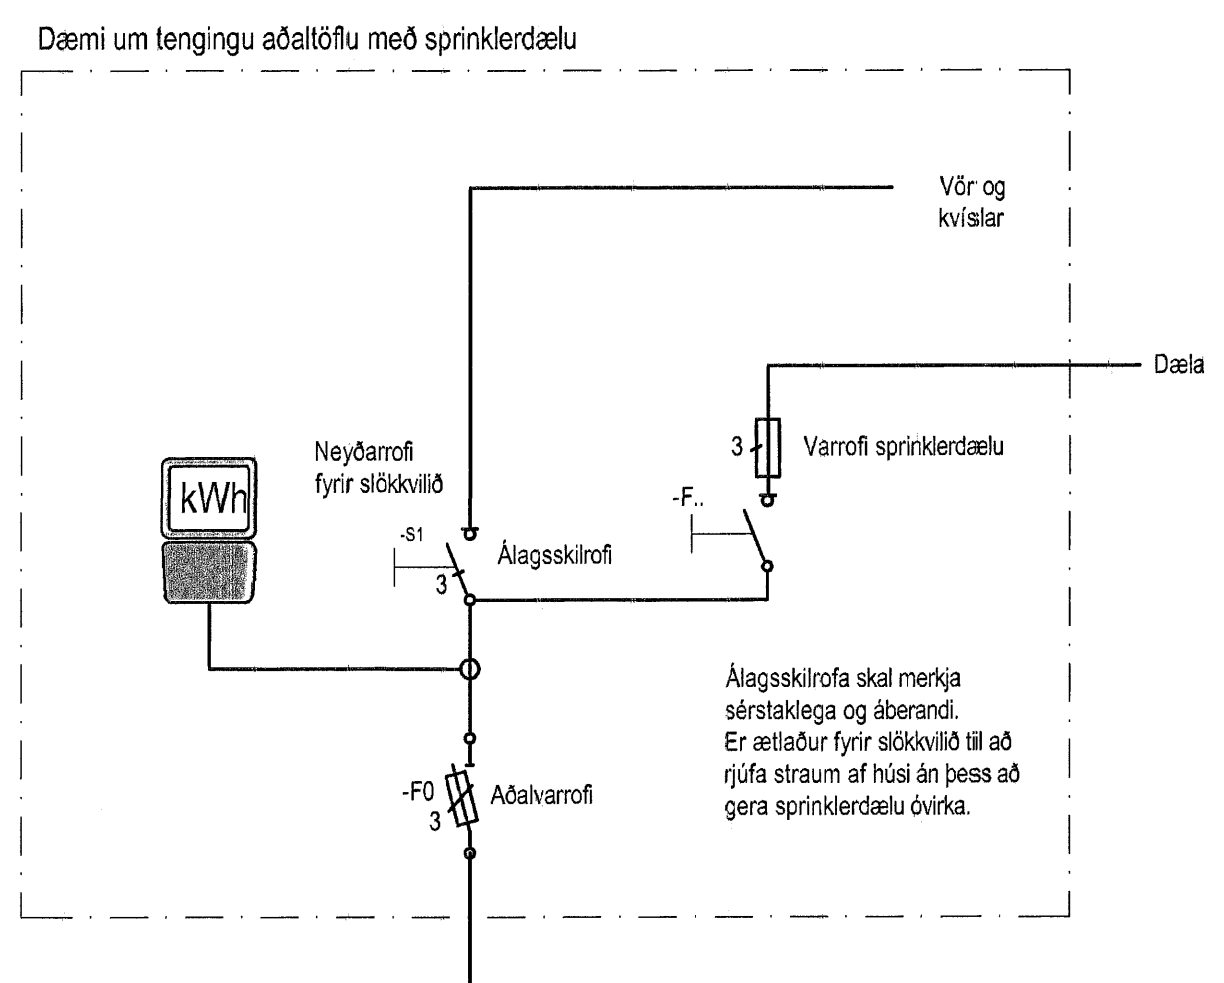 Dæmi um tengingu aðaltöflu með sprinklerdælu
Vör og
kvíslar
Dæla
3
Varrofi sprinklerdælu
Neyðarrofi
fyrir slökkvilið
kWh
-F..
-S1
Álagsskilrofi
3
Álagsskilrofa skal merkja
sérstaklega og áberandi.
Er ætlaður fyrir slökkvilið tiil að
rjúfa straum af húsi án þess að
gera sprinklerdælu óvirka.
-F0
Aðalvarrofi
3